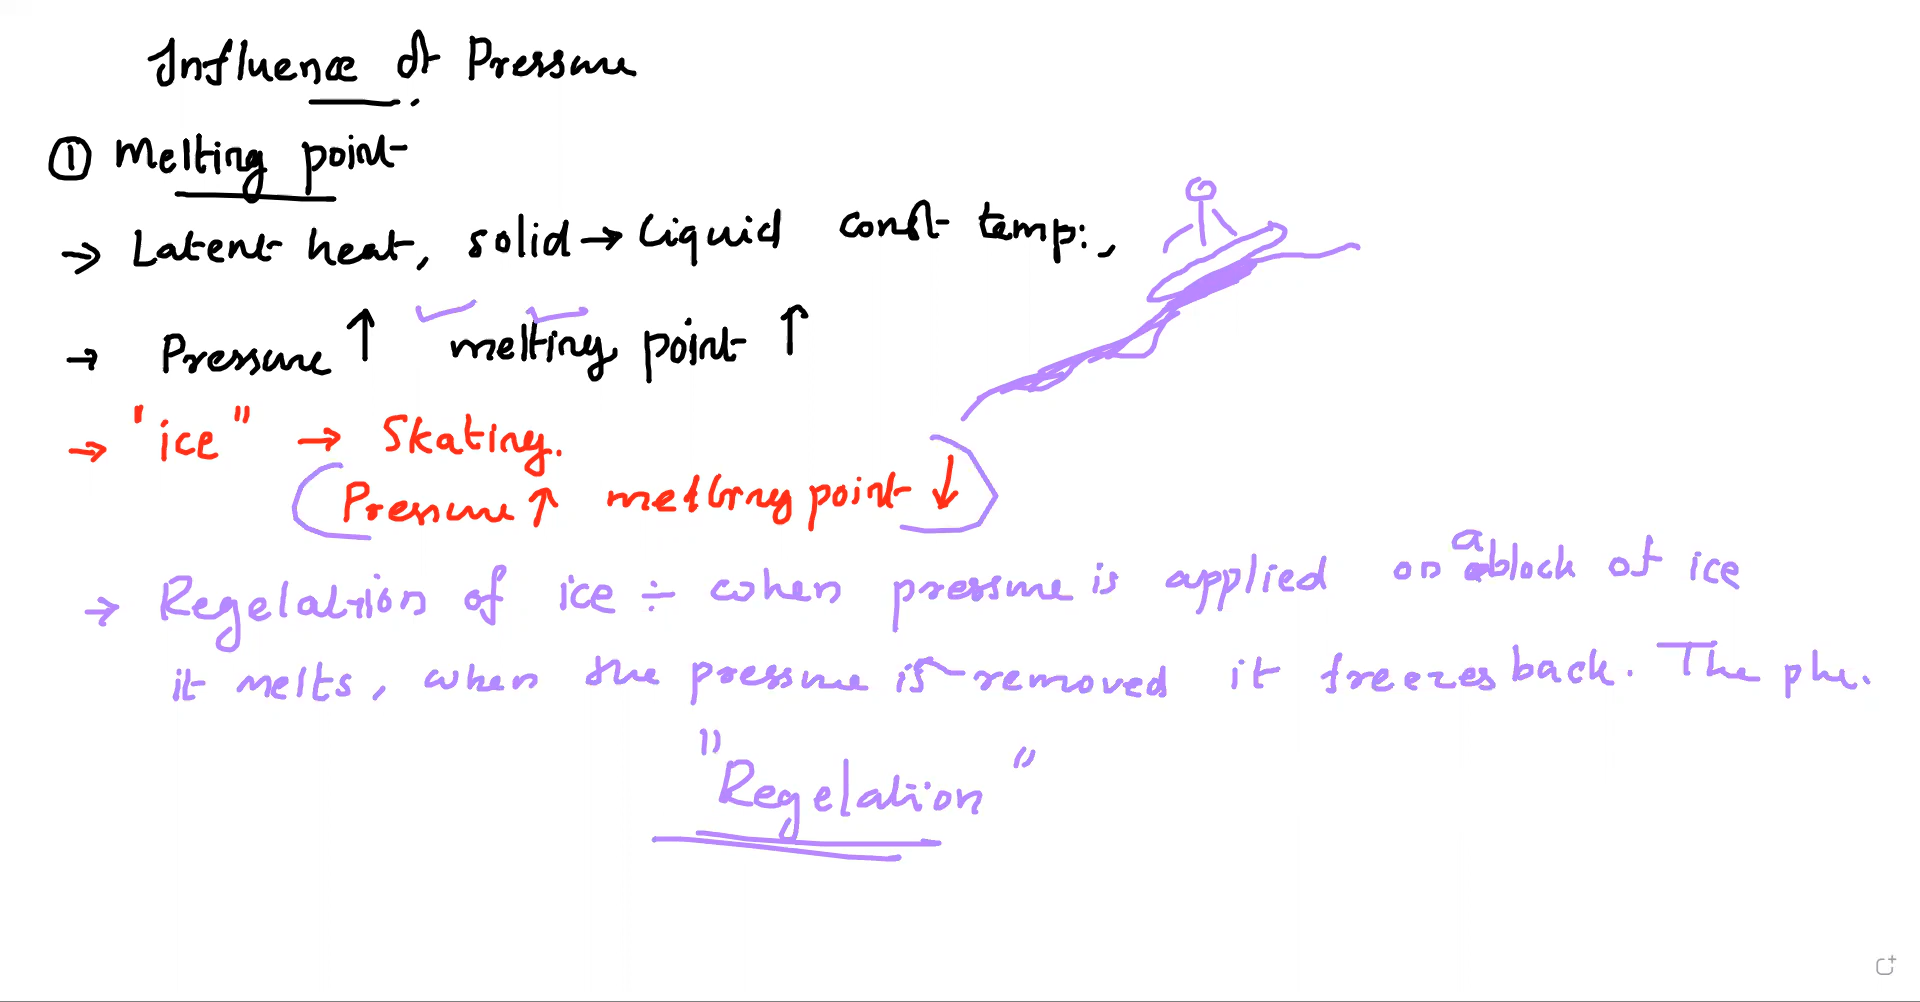 Influence of Pressure
① Melting point
→ Latent heat, solid → Liquid const temp:,
→ Pressure ↑ melting point ↑
→ "ice" → Skating.
Pressure ↑ melting point ↓
→ Regelation of ice ÷ when pressure is applied on a block of ice
it melts, when the pressure is removed it freezes back. The phe.
"Regelation"